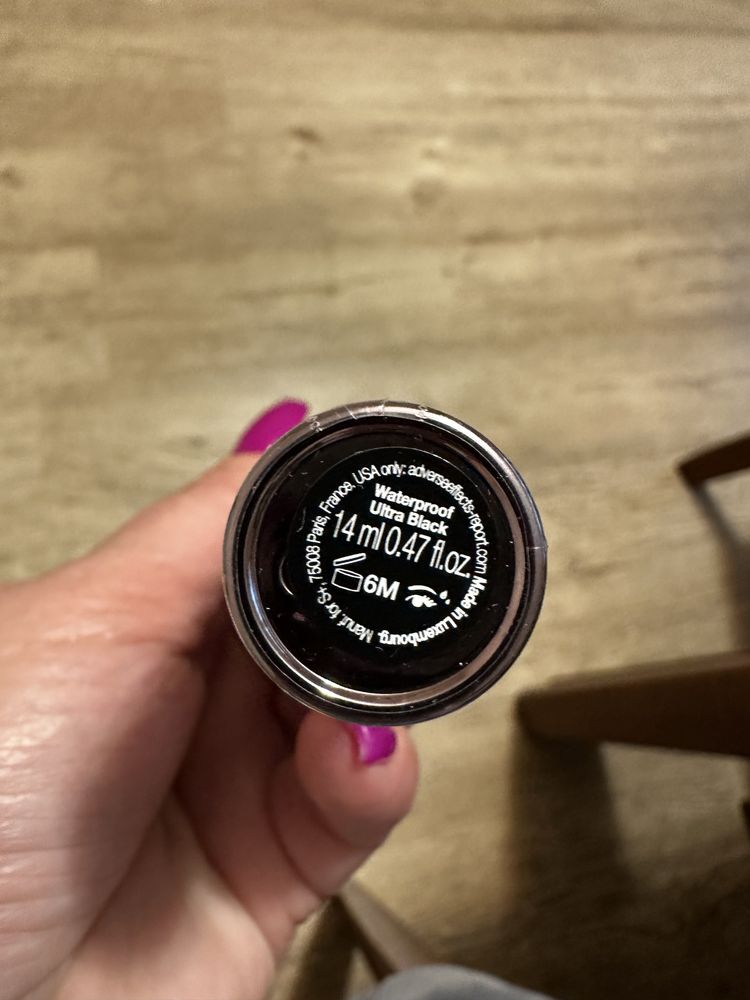 Waterproof
Ultra Black
14 ml 0.47 fl.oz.
6M
Manuf. for S+, 75008 Paris, France. USA only: adverseeffects-report.com Made in Luxembourg.